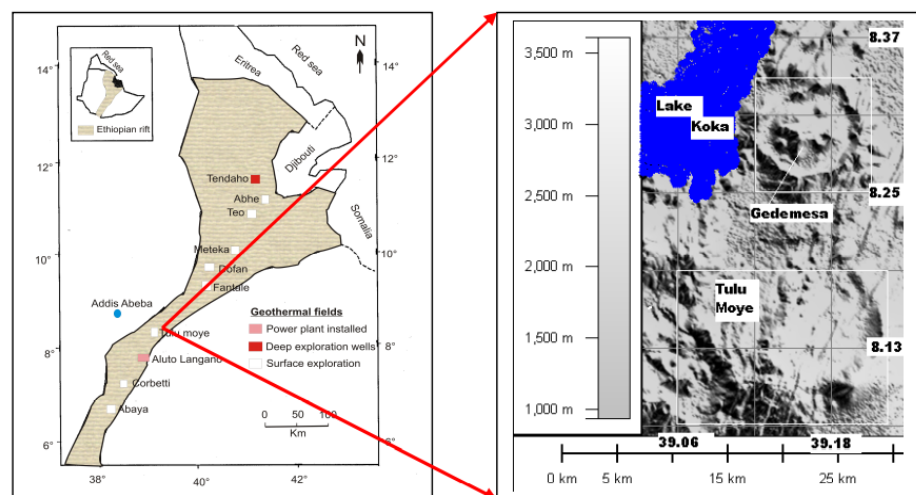 Red sea
Ethiopian rift
N
Red sea
Eritrea
Djibouti
Somalia
14°
12°
10°
8°
6°
14°
12°
10°
8°
6°
Tendaho
Abhe
Teo
Meteka
Dofan
Fantale
Addis Abeba
Tulu moye
Aluto Langano
Corbetti
Abaya
Geothermal fields
Power plant installed
Deep exploration wells
Surface exploration
0 50 100
Km
38° 40° 42°
3,500 m
3,000 m
2,500 m
2,000 m
1,500 m
1,000 m
Lake
Koka
Gedemesa
Tulu
Moye
8.37
8.25
8.13
39.06 39.18
0 km 5 km 15 km 25 km